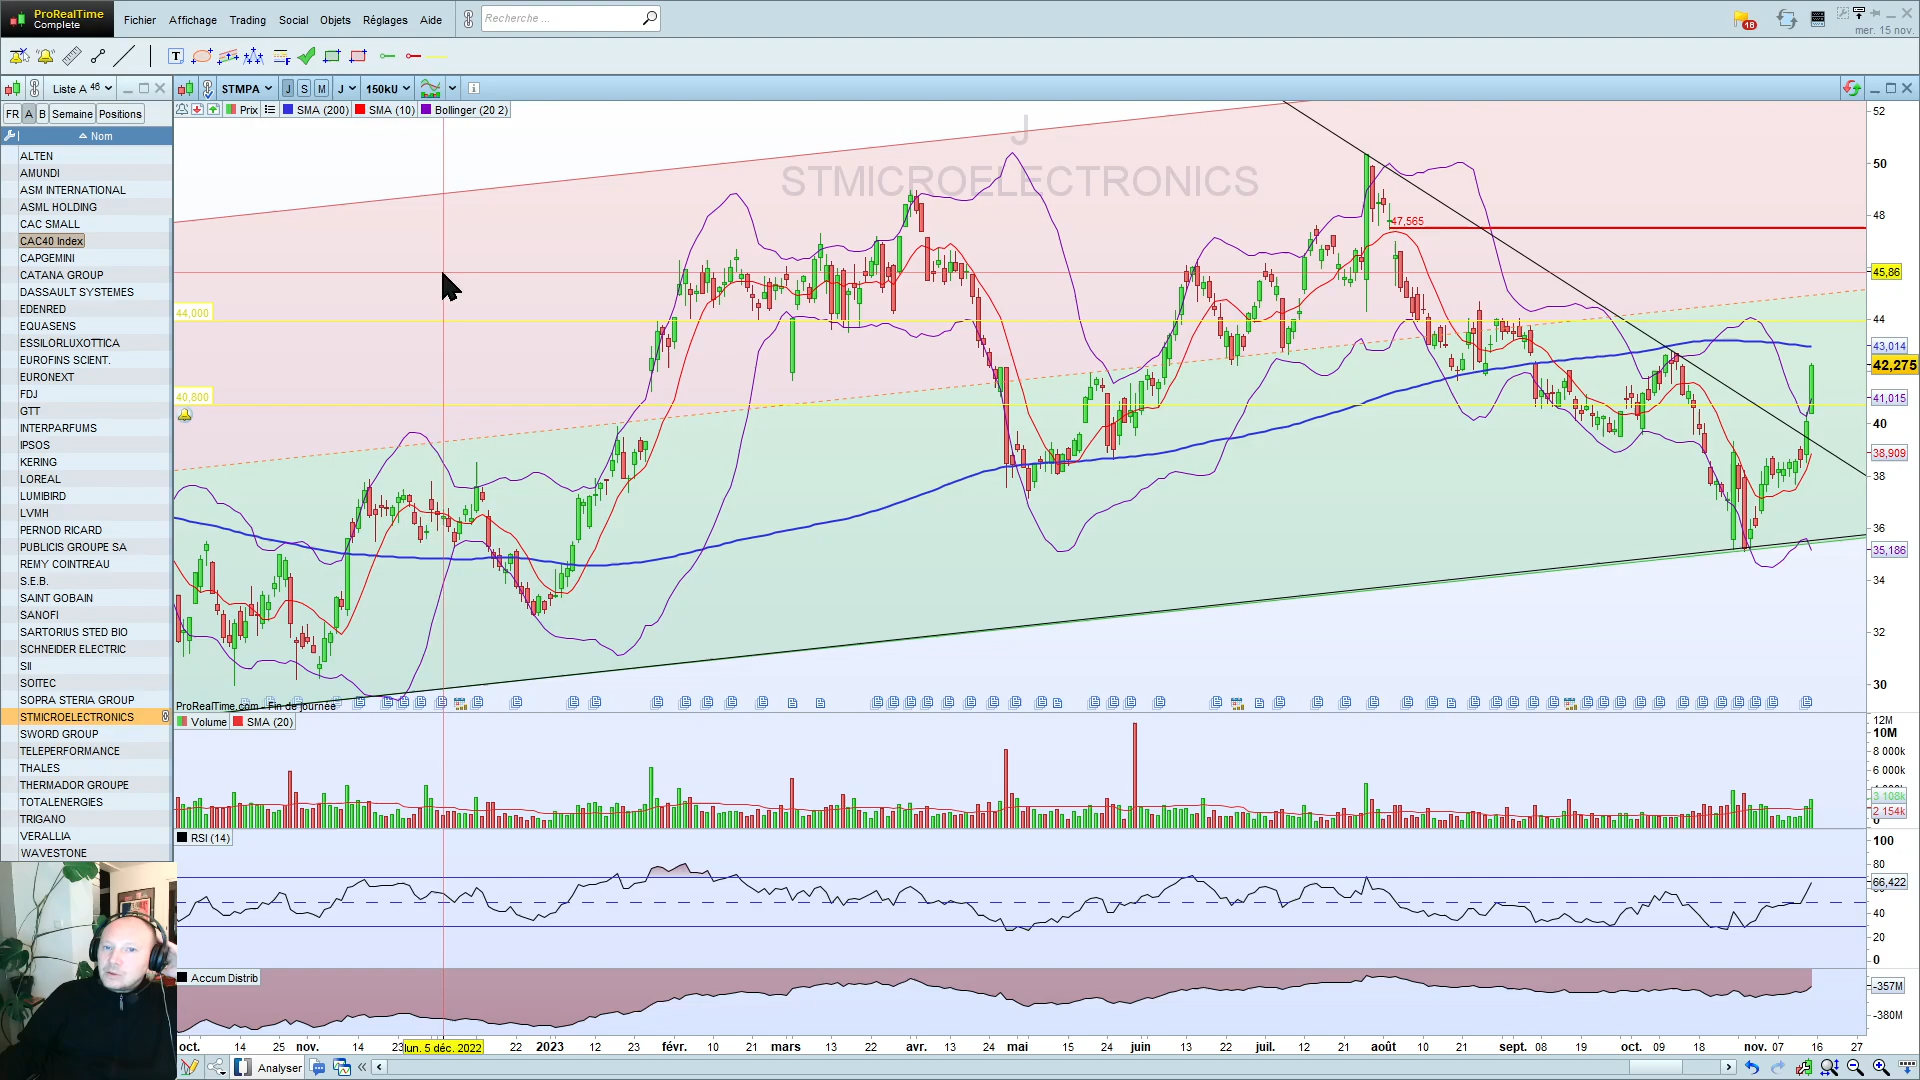 ProRealTime
Complete
Fichier Affichage Trading Social Objets Réglages Aide
Recherche ...
18
mer. 15 nov.
Liste A 46
STMPA J S M J 150kU
FR A B Semaine Positions
Prix SMA (200) SMA (10) Bollinger (20 2)
Nom
ALTEN
AMUNDI
ASM INTERNATIONAL
ASML HOLDING
CAC SMALL
CAC40 Index
CAPGEMINI
CATANA GROUP
DASSAULT SYSTEMES
EDENRED
EQUASENS
ESSILORLUXOTTICA
EUROFINS SCIENT.
EURONEXT
FDJ
GTT
INTERPARFUMS
IPSOS
KERING
LOREAL
LUMIBIRD
LVMH
PERNOD RICARD
PUBLICIS GROUPE SA
REMY COINTREAU
S.E.B.
SAINT GOBAIN
SANOFI
SARTORIUS STED BIO
SCHNEIDER ELECTRIC
SII
SOITEC
SOPRA STERIA GROUP
STMICROELECTRONICS
SWORD GROUP
TELEPERFORMANCE
THALES
THERMADOR GROUPE
TOTALENERGIES
TRIGANO
VERALLIA
WAVESTONE
J
STMICROELECTRONICS
47,565
44,000
40,800
52
50
48
45,86
44
43,014
42,275
41,015
40
38,909
38
36
35,186
34
32
30
ProRealTime.com - Fin de journée
Volume SMA (20)
12M
10M
8 000k
6 000k
3 108k
2 154k
0
RSI (14)
100
80
66,422
40
20
0
Accum Distrib
-357M
-380M
oct. 14 25 nov. 14 23 lun. 5 déc. 2022 22 2023 12 23 févr. 10 21 mars 13 22 avr. 13 24 mai 15 24 juin 13 22 juil. 12 21 août 10 21 sept. 08 19 oct. 09 18 nov. 07 16 27
Analyser